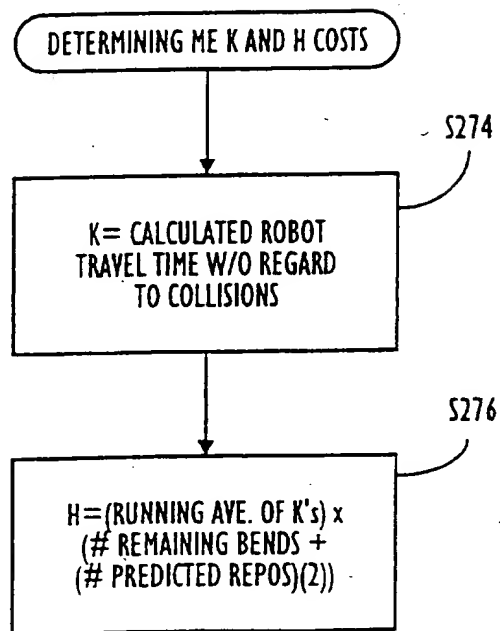 DETERMINING ME K AND H COSTS
S274
K= CALCULATED ROBOT
TRAVEL TIME W/O REGARD
TO COLLISIONS
S276
H=(RUNNING AVE. OF K's) x
(# REMAINING BENDS +
(# PREDICTED REPOS)(2))